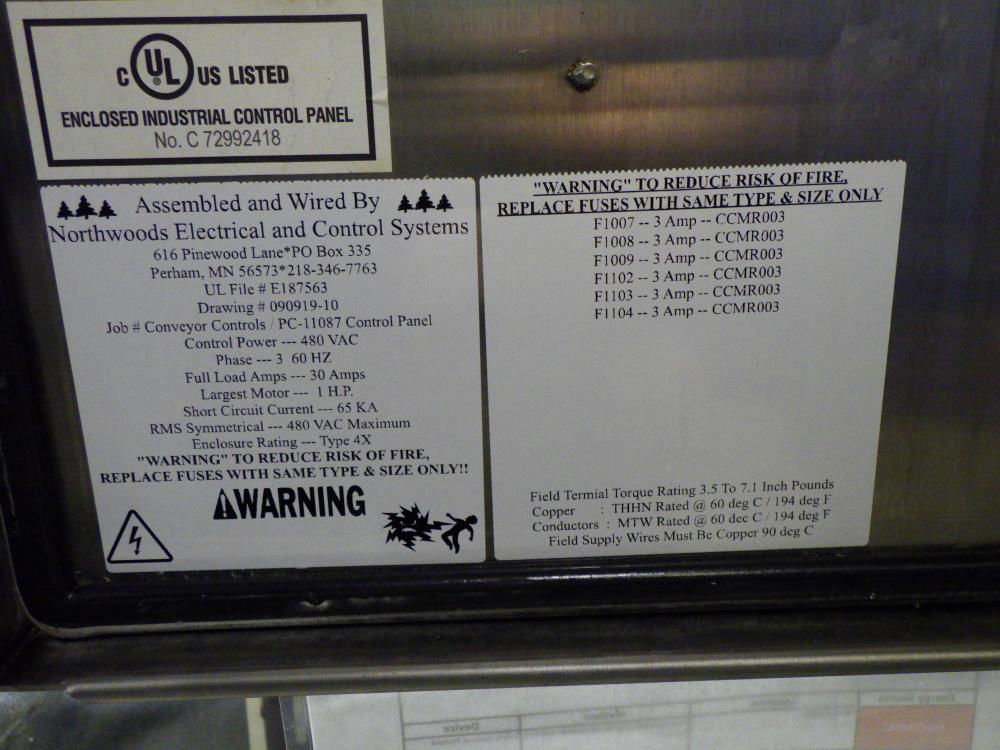 C UL US LISTED
ENCLOSED INDUSTRIAL CONTROL PANEL
No. C 72992418
Assembled and Wired By
Northwoods Electrical and Control Systems
616 Pinewood Lane*PO Box 335
Perham, MN 56573*218-346-7763
UL File # E187563
Drawing # 090919-10
Job # Conveyor Controls / PC-11087 Control Panel
Control Power --- 480 VAC
Phase --- 3 60 HZ
Full Load Amps --- 30 Amps
Largest Motor --- 1 H.P.
Short Circuit Current --- 65 KA
RMS Symmetrical --- 480 VAC Maximum
Enclosure Rating --- Type 4X
"WARNING" TO REDUCE RISK OF FIRE,
REPLACE FUSES WITH SAME TYPE & SIZE ONLY!!
WARNING
"WARNING" TO REDUCE RISK OF FIRE,
REPLACE FUSES WITH SAME TYPE & SIZE ONLY
F1007 -- 3 Amp -- CCMR003
F1008 -- 3 Amp -- CCMR003
F1009 -- 3 Amp -- CCMR003
F1102 -- 3 Amp -- CCMR003
F1103 -- 3 Amp -- CCMR003
F1104 -- 3 Amp -- CCMR003
Field Termial Torque Rating 3.5 To 7.1 Inch Pounds
Copper : THHN Rated @ 60 deg C / 194 deg F
Conductors : MTW Rated @ 60 dec C / 194 deg F
Field Supply Wires Must Be Copper 90 deg C
Device